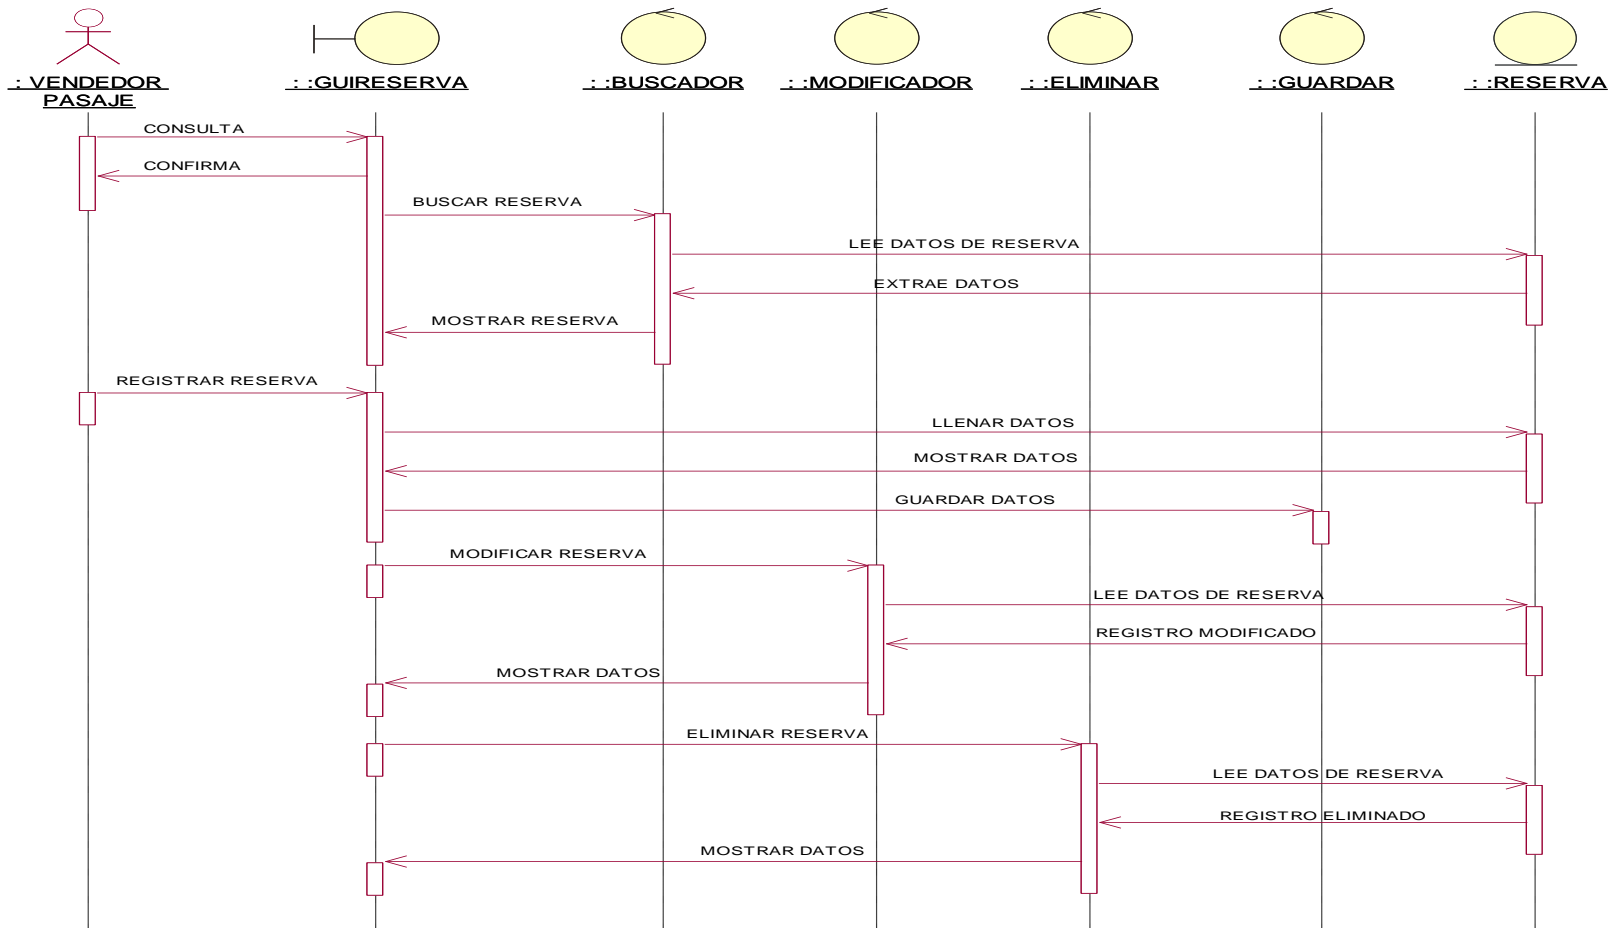 : VENDEDOR PASAJE
: :GUIRESERVA
: :BUSCADOR
: :MODIFICADOR
: :ELIMINAR
: :GUARDAR
: :RESERVA
CONSULTA
CONFIRMA
BUSCAR RESERVA
LEE DATOS DE RESERVA
EXTRAE DATOS
MOSTRAR RESERVA
REGISTRAR RESERVA
LLENAR DATOS
MOSTRAR DATOS
GUARDAR DATOS
MODIFICAR RESERVA
LEE DATOS DE RESERVA
REGISTRO MODIFICADO
MOSTRAR DATOS
ELIMINAR RESERVA
LEE DATOS DE RESERVA
REGISTRO ELIMINADO
MOSTRAR DATOS